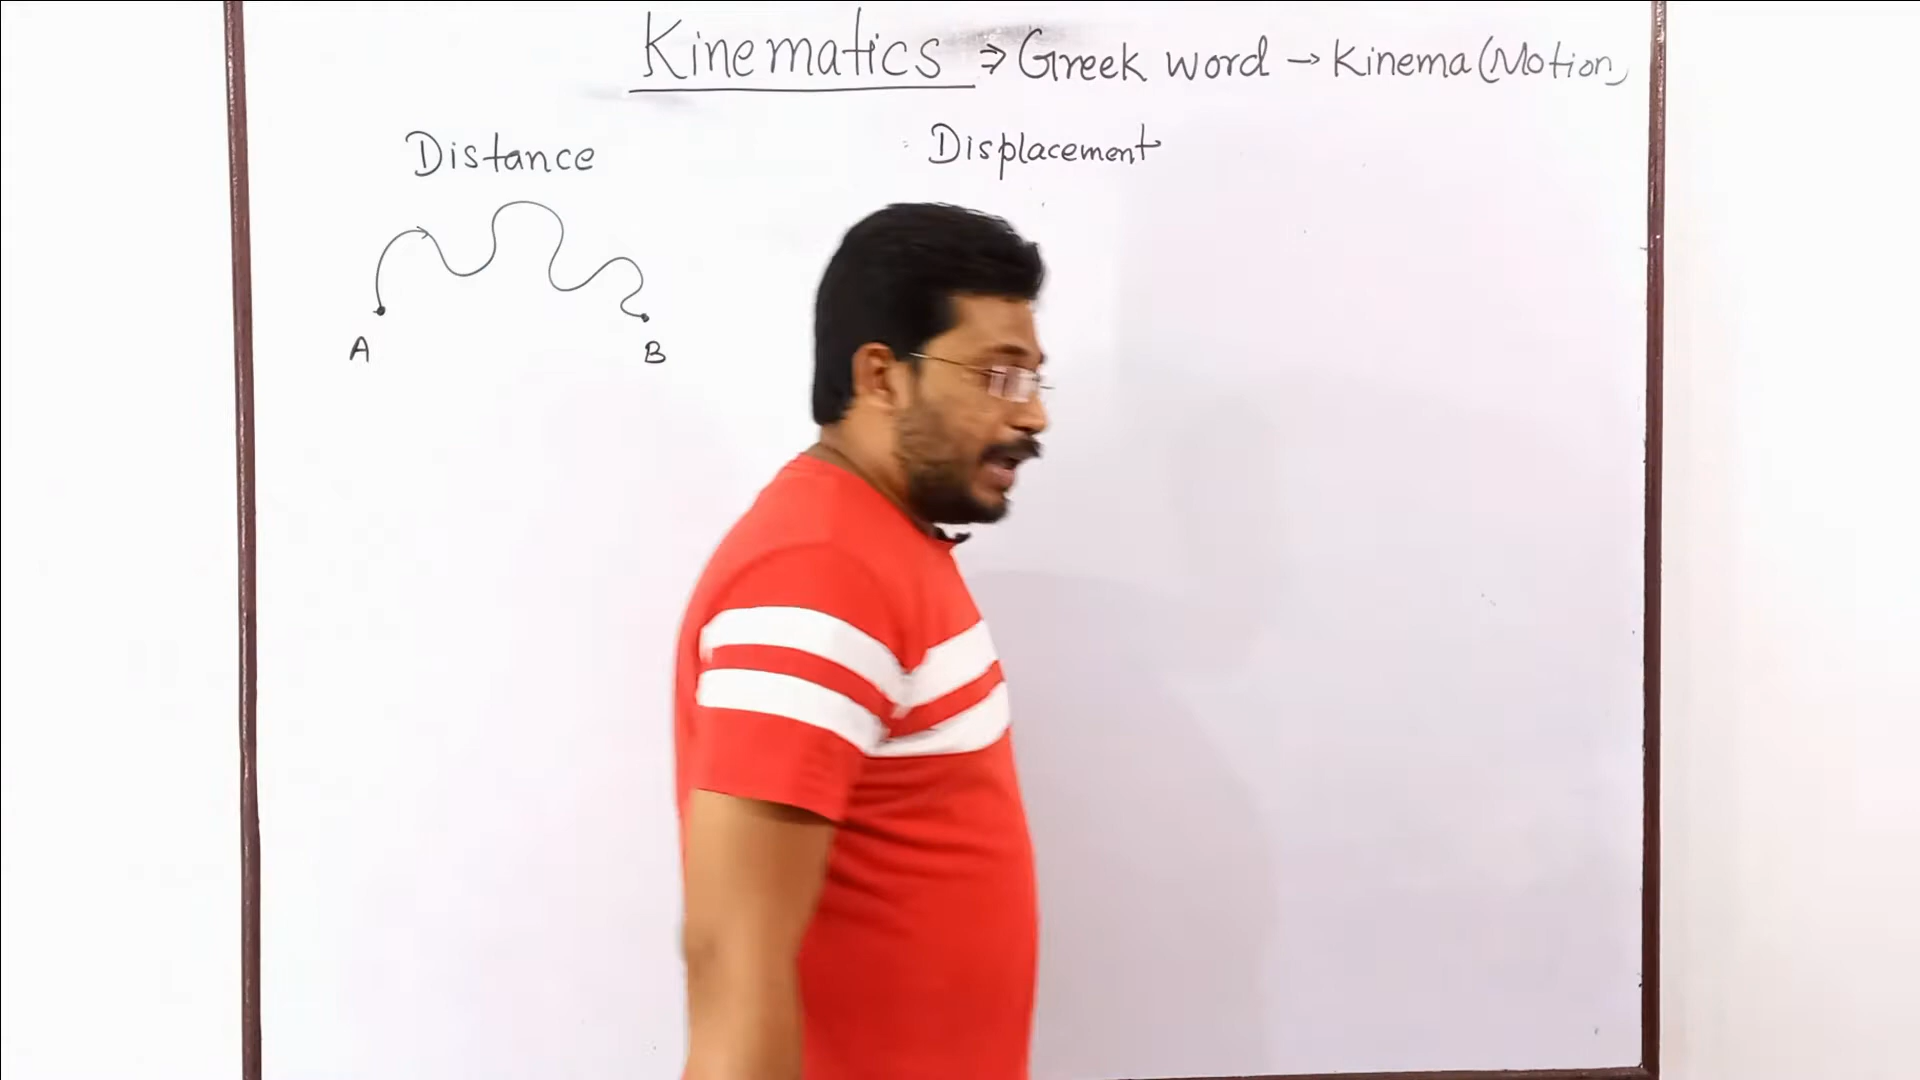 Kinematics ⇒ Greek word → Kinema (Motion)
Distance Displacement
A B